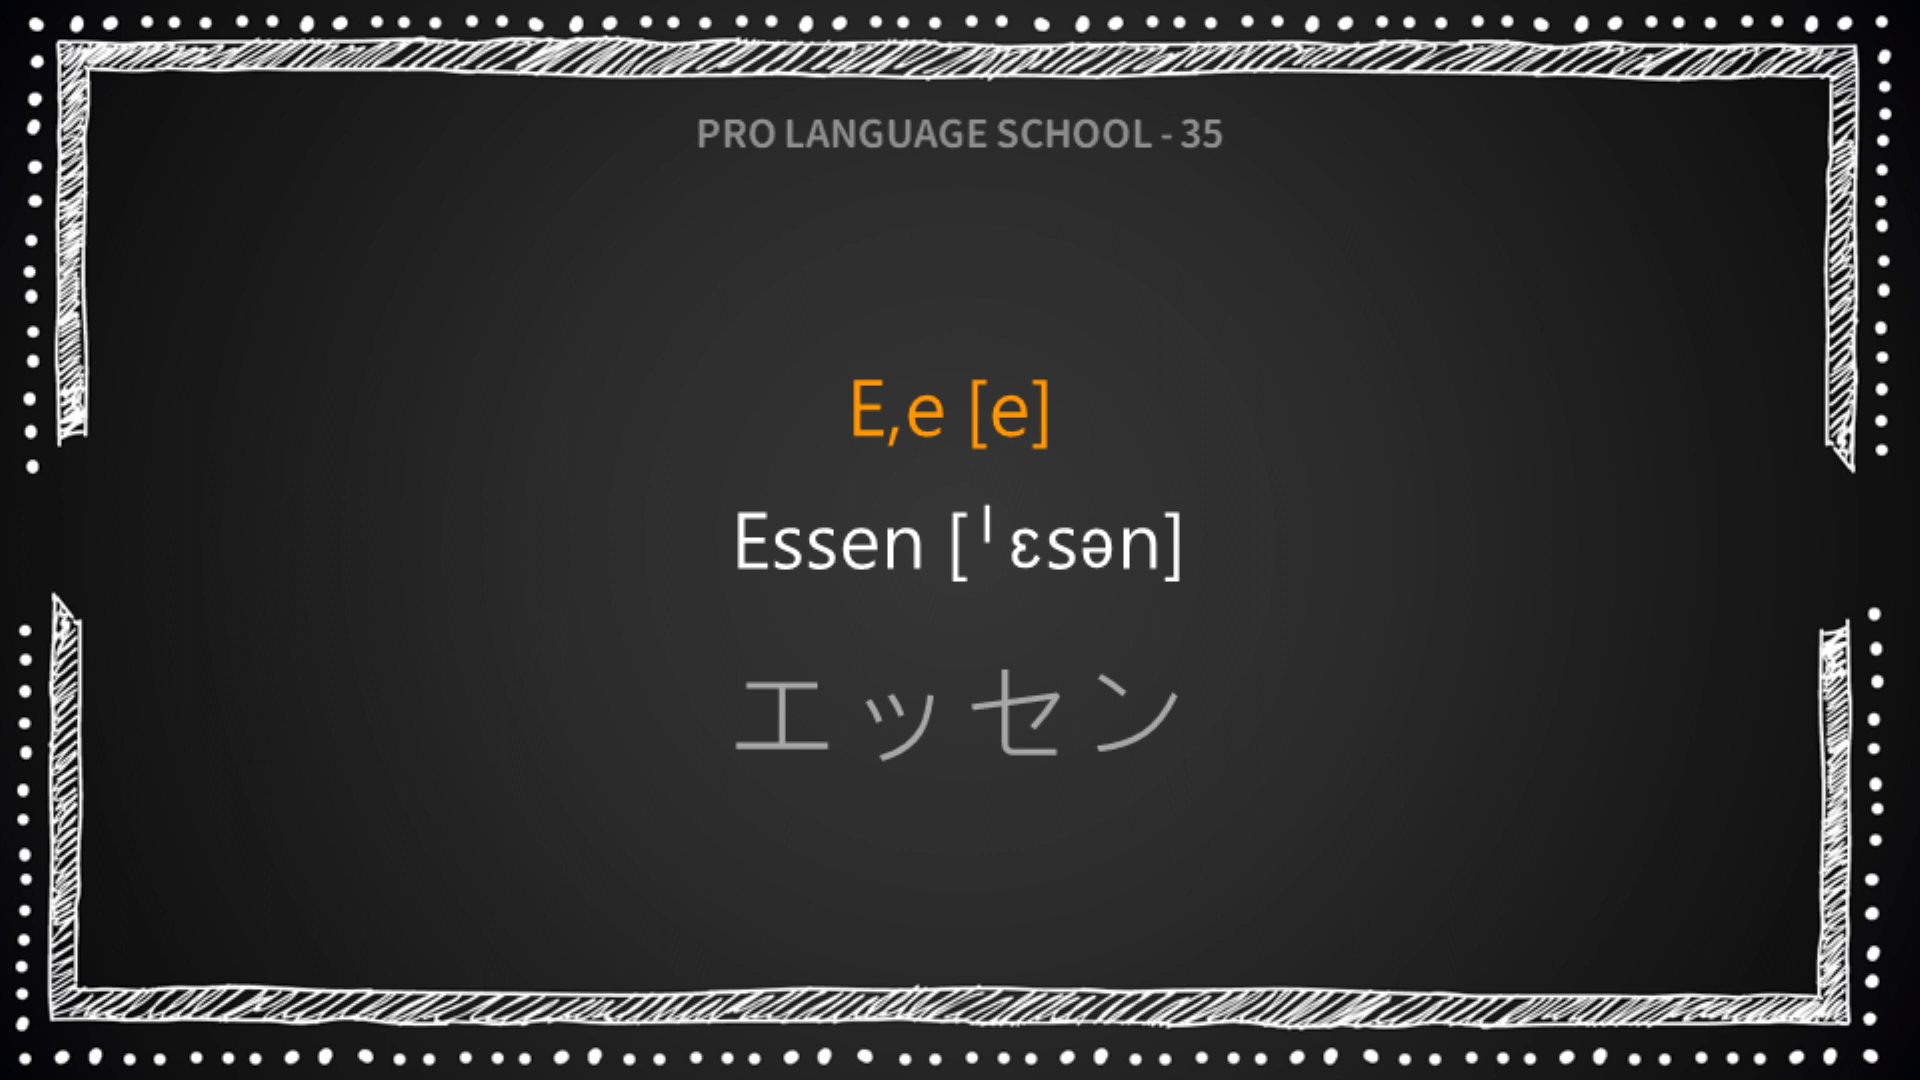 PRO LANGUAGE SCHOOL - 35
E,e [e]
Essen [ˈɛsən]
エッセン